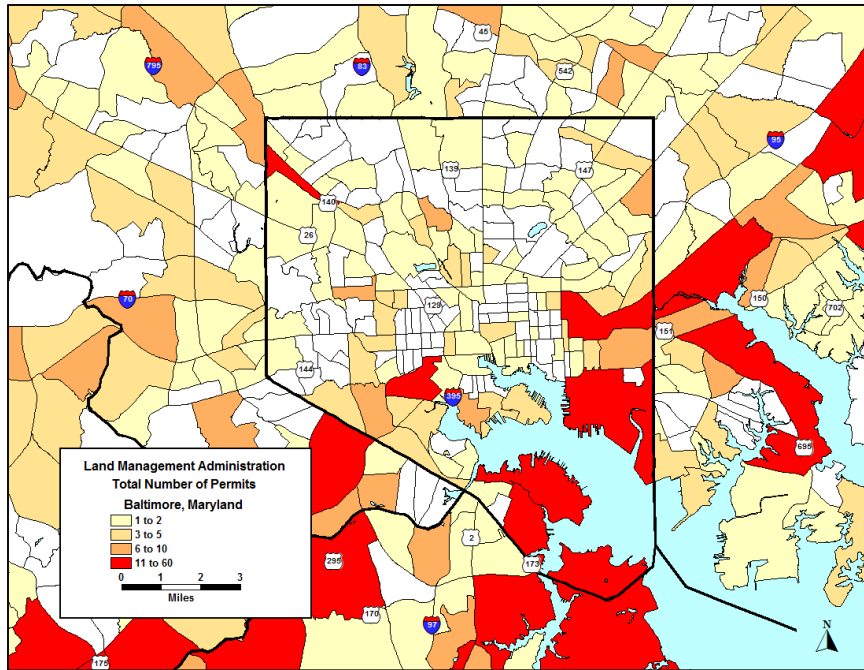 45
795
83
542
95
139
147
140
26
70
129
150
702
151
144
395
695
Land Management Administration
Total Number of Permits
Baltimore, Maryland
1 to 2
3 to 5
6 to 10
11 to 60
0 1 2 3
Miles
2
295
173
170
97
175
N